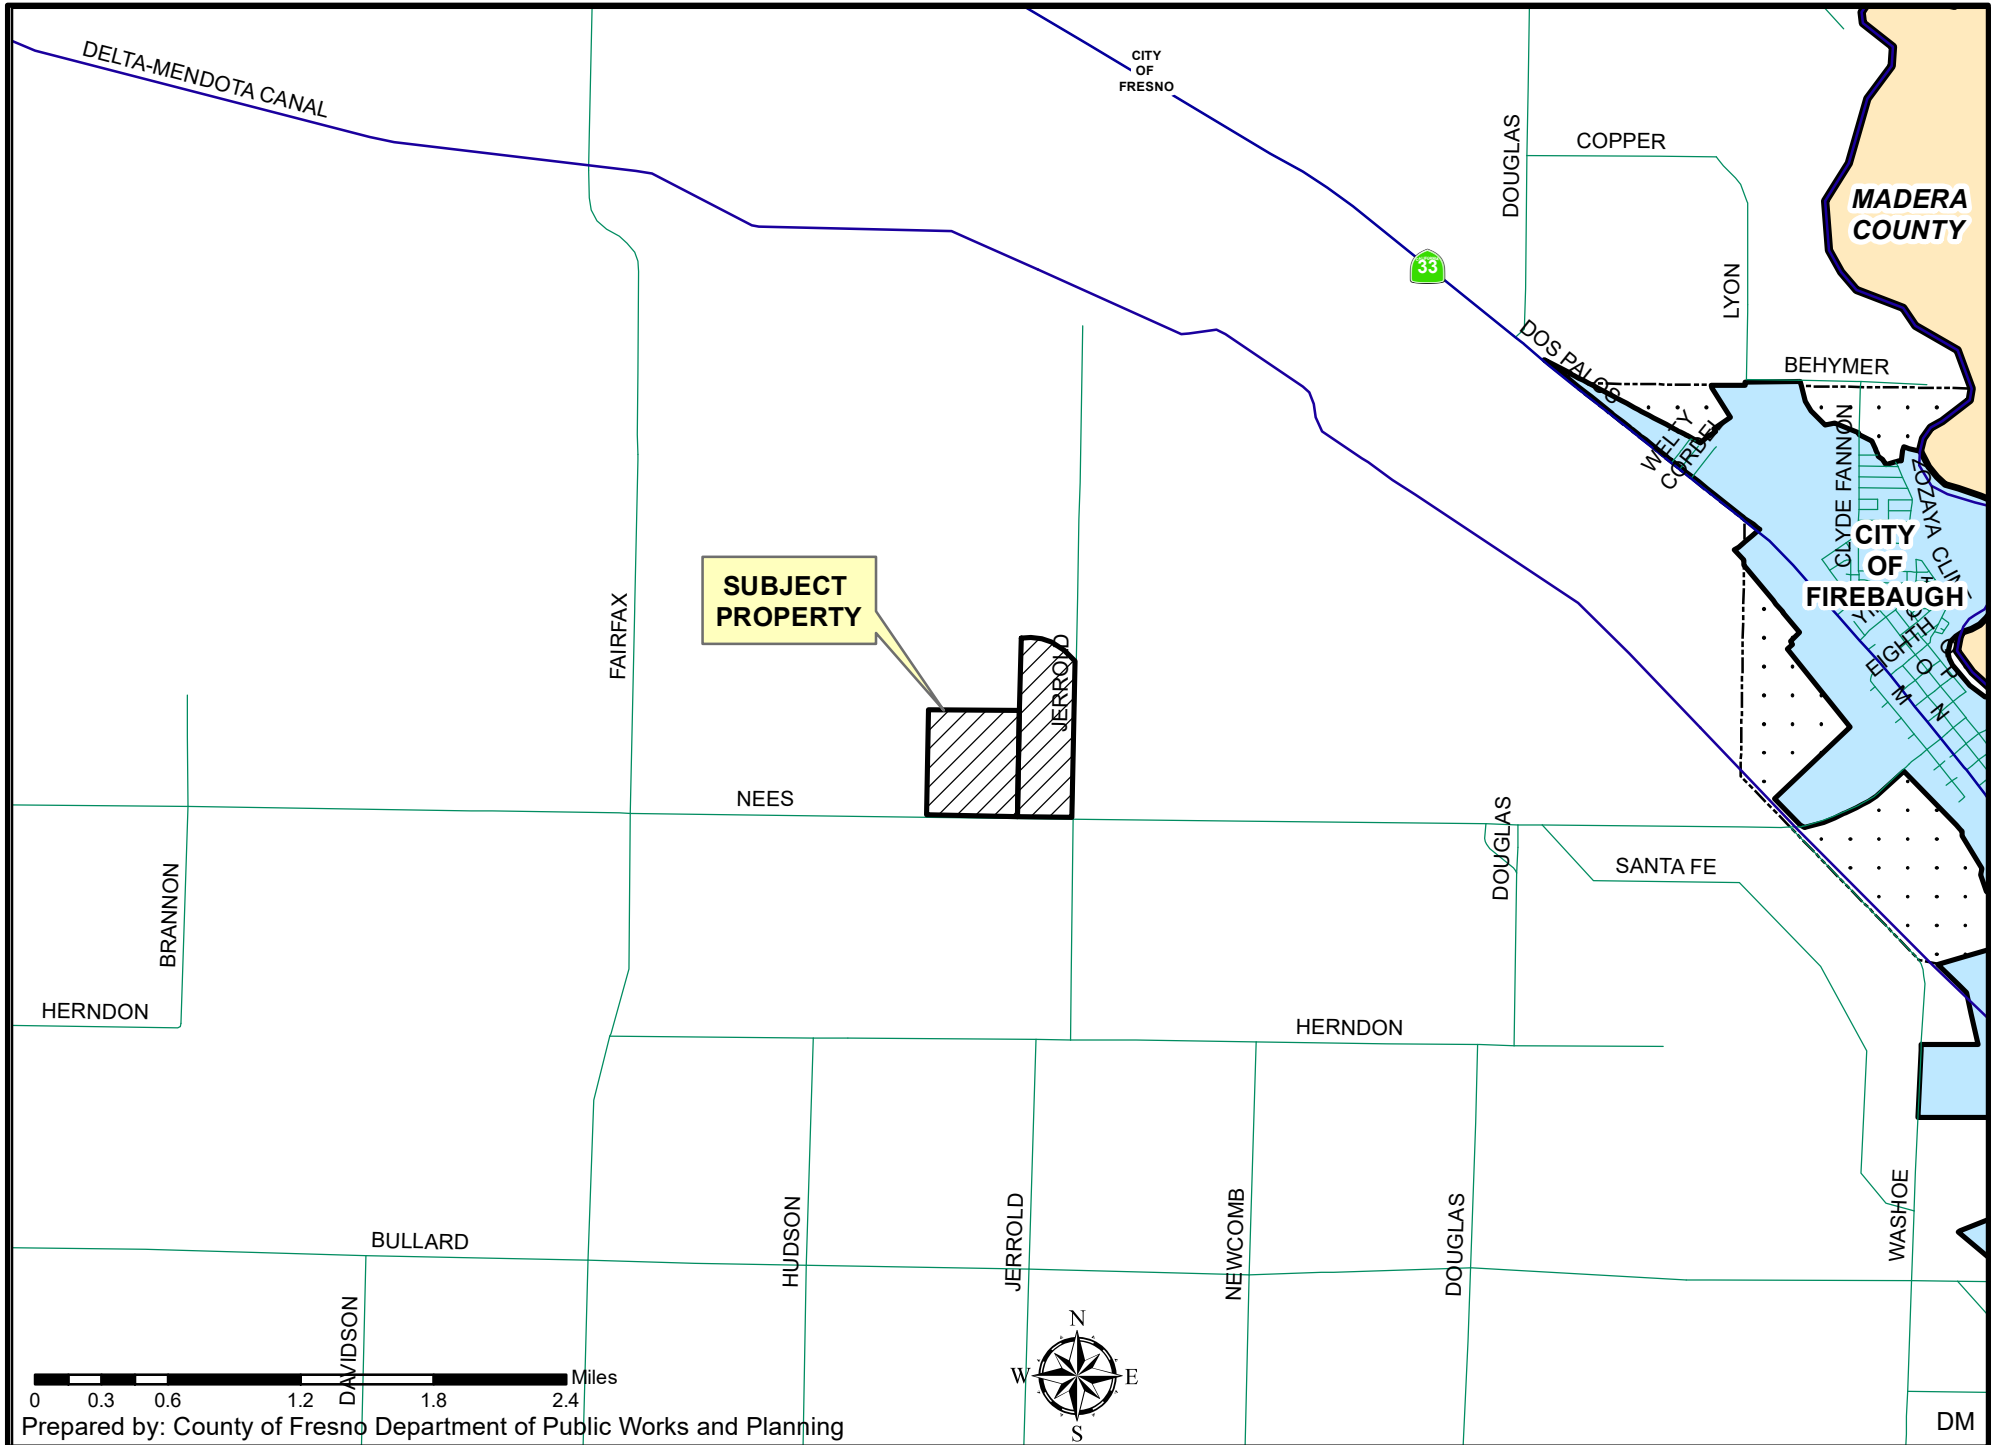 DELTA-MENDOTA CANAL
CITY
OF
FRESNO
DOUGLAS
COPPER
MADERA
COUNTY
33
LYON
DOS PALOS
BEHYMER
WELTY
CORDEL
CLYDE FANNON
ZOZAYA
CLINE
CITY
OF
FIREBAUGH
EIGHTH
O
P
M
N
SUBJECT
PROPERTY
FAIRFAX
JERROLD
NEES
DOUGLAS
SANTA FE
BRANNON
HERNDON
HERNDON
BULLARD
HUDSON
JERROLD
NEWCOMB
DOUGLAS
WASHOE
DAVIDSON
N
W
E
S
Miles
0 0.3 0.6 1.2 1.8 2.4
Prepared by: County of Fresno Department of Public Works and Planning
DM